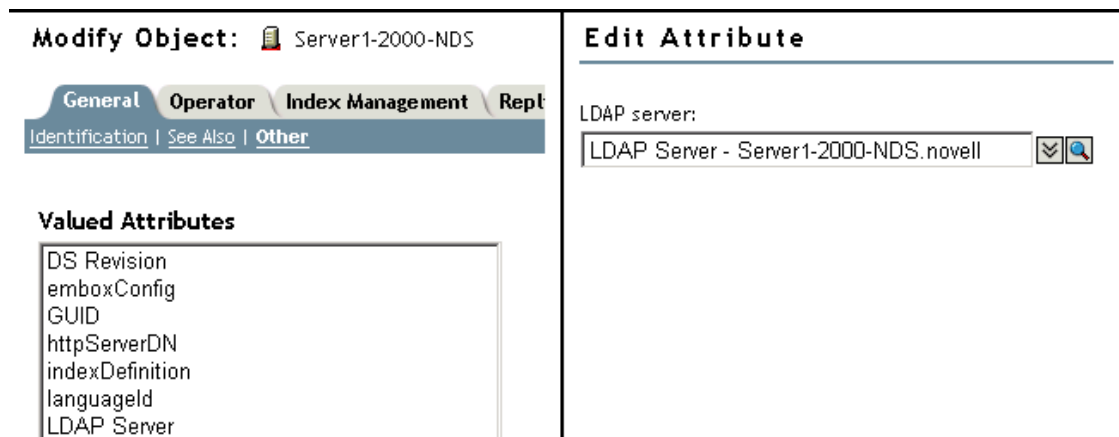 Modify Object: Server1-2000-NDS
General Operator Index Management Repl
Identification | See Also | Other
Valued Attributes
DS Revision
emboxConfig
GUID
httpServerDN
indexDefinition
languageId
LDAP Server
Edit Attribute
LDAP server:
LDAP Server - Server1-2000-NDS.novell